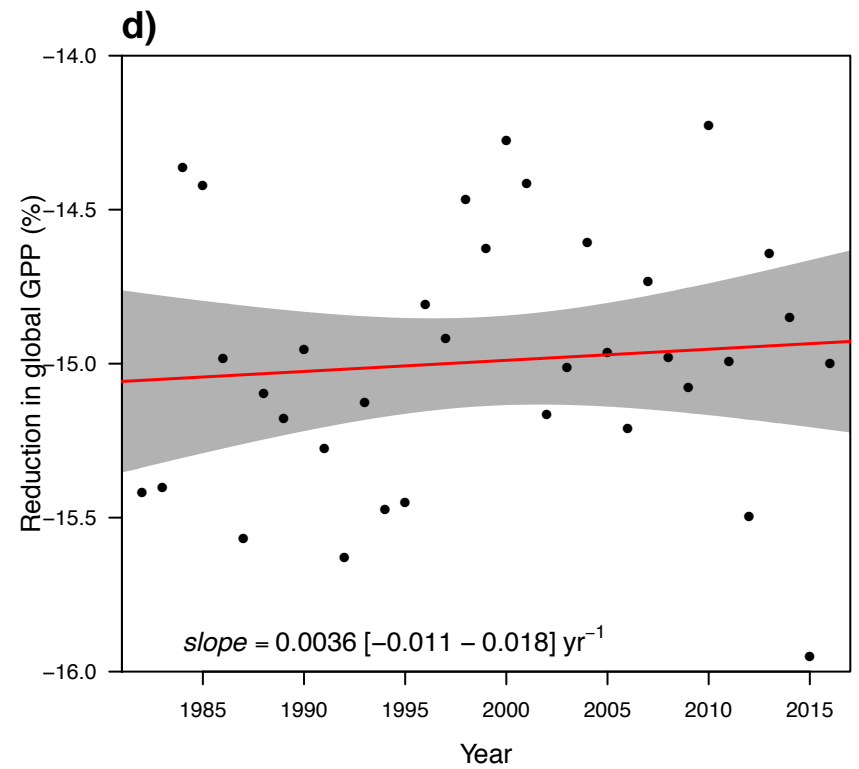 d)
Reduction in global GPP (%)
−14.0
−14.5
−15.0
−15.5
−16.0
slope = 0.0036 [−0.011 − 0.018] yr⁻¹
1985 1990 1995 2000 2005 2010 2015
Year